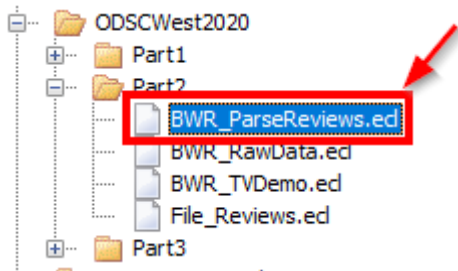 ODSCWest2020
Part1
Part2
BWR_ParseReviews.ecl
BWR_RawData.ecl
BWR_TVDemo.ecl
File_Reviews.ecl
Part3